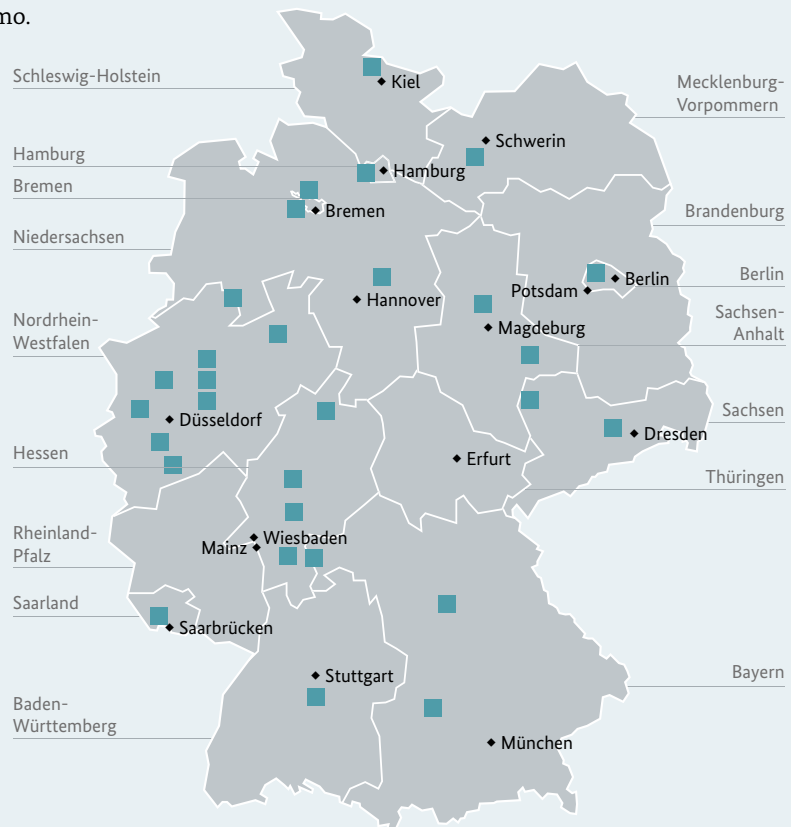 mo.
Schleswig-Holstein
Kiel
Mecklenburg-
Vorpommern
Schwerin
Hamburg
Hamburg
Bremen
Bremen
Brandenburg
Niedersachsen
Berlin
Berlin
Potsdam
Hannover
Sachsen-
Anhalt
Nordrhein-
Westfalen
Magdeburg
Düsseldorf
Sachsen
Dresden
Hessen
Erfurt
Thüringen
Rheinland-
Pfalz
Wiesbaden
Mainz
Saarland
Saarbrücken
Stuttgart
Bayern
Baden-
Württemberg
München